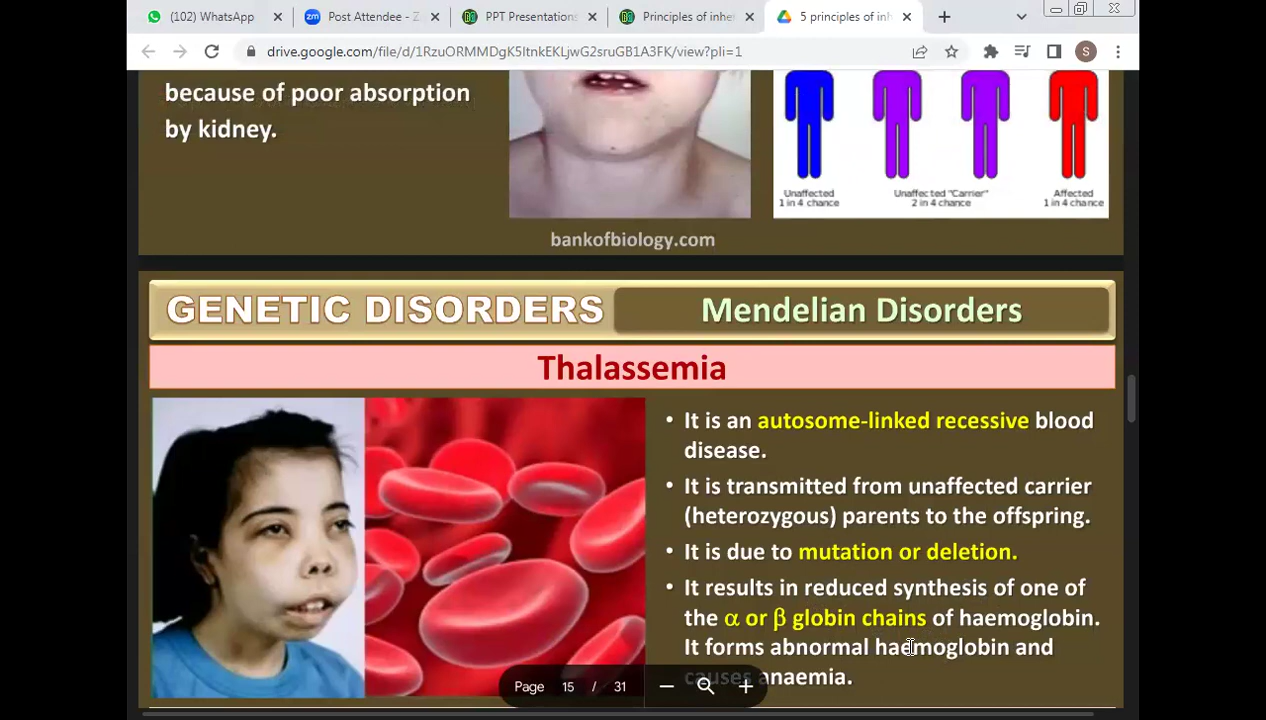 (102) WhatsApp
Post Attendee - Z
PPT Presentations
Principles of inhe
5 principles of inh
drive.google.com/file/d/1RzuORMMDgK5ItnkEKLjwG2sruGB1A3FK/view?pli=1
S
because of poor absorption
by kidney.
Unaffected
1 in 4 chance
Unaffected "Carrier"
2 in 4 chance
Affected
1 in 4 chance
bankofbiology.com
GENETIC DISORDERS
Mendelian Disorders
Thalassemia
• It is an autosome-linked recessive blood
disease.
• It is transmitted from unaffected carrier
(heterozygous) parents to the offspring.
• It is due to mutation or deletion.
• It results in reduced synthesis of one of
the α or β globin chains of haemoglobin.
It forms abnormal haemoglobin and
causes anaemia.
Page 15 / 31